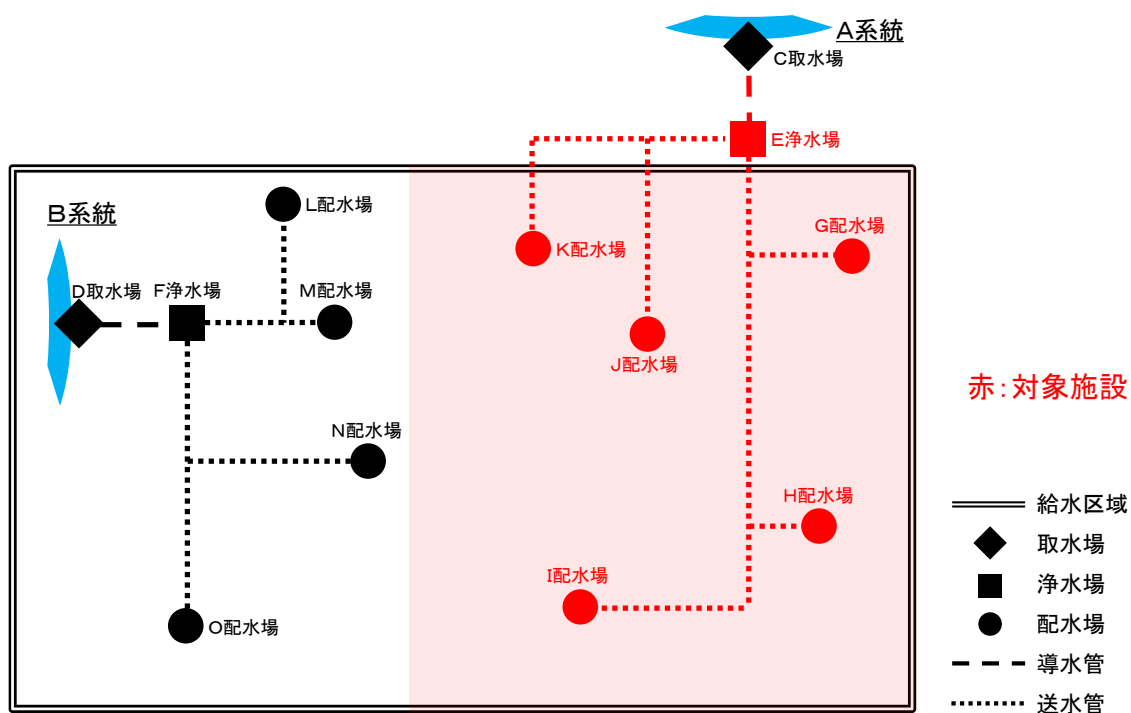 A系統
C取水場
E浄水場
B系統
L配水場
G配水場
K配水場
D取水場
F浄水場
M配水場
J配水場
赤:対象施設
N配水場
H配水場
給水区域
取水場
I配水場
浄水場
O配水場
配水場
導水管
送水管